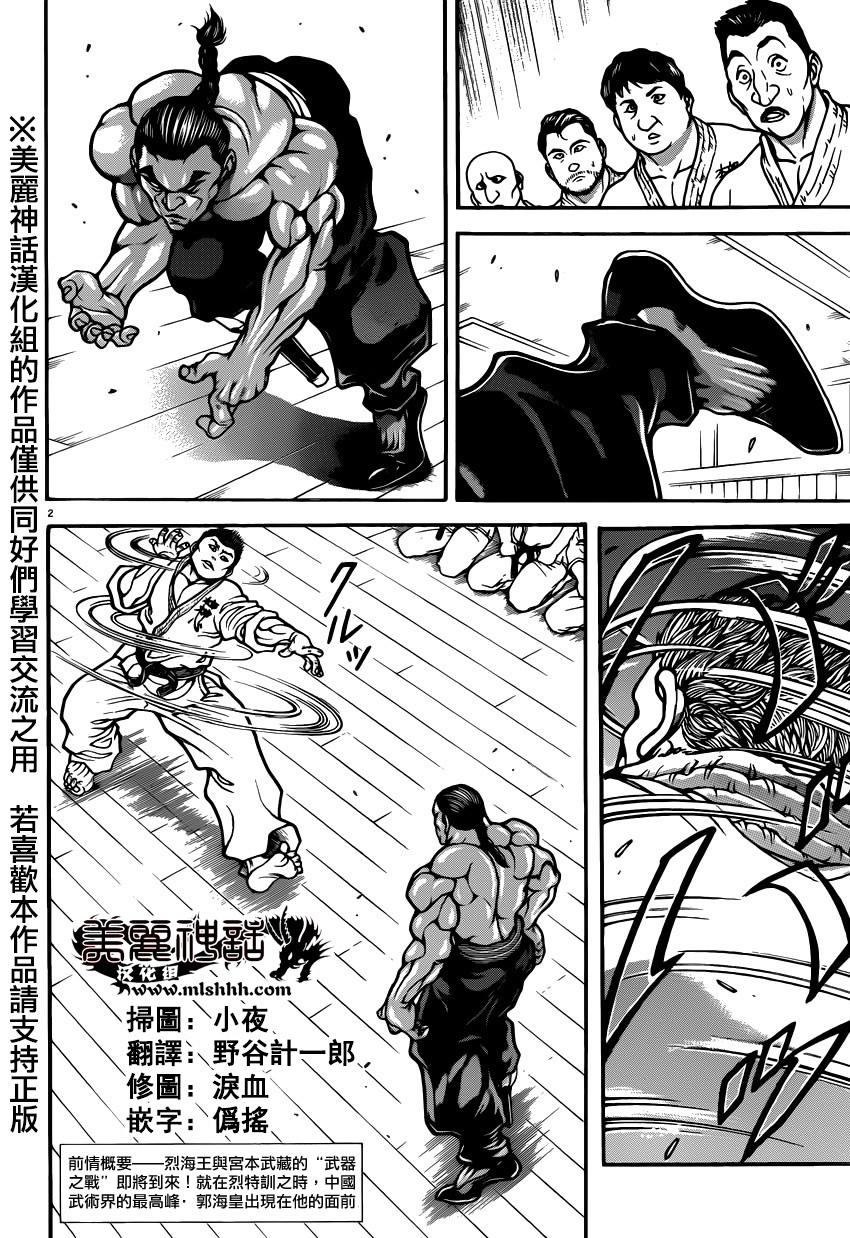 ※美麗神話漢化組的作品僅供同好們學習交流之用　若喜歡本作品請支持正版
2
クルッ
美麗神話
汉化组
www.mlshhh.com
掃圖：小夜
翻譯：野谷計一郎
修圖：淚血
嵌字：僞搖
前情概要——烈海王與宮本武藏的“武器
之戰”即將到來！就在烈特訓之時，中國
武術界的最高峰·郭海皇出現在他的面前